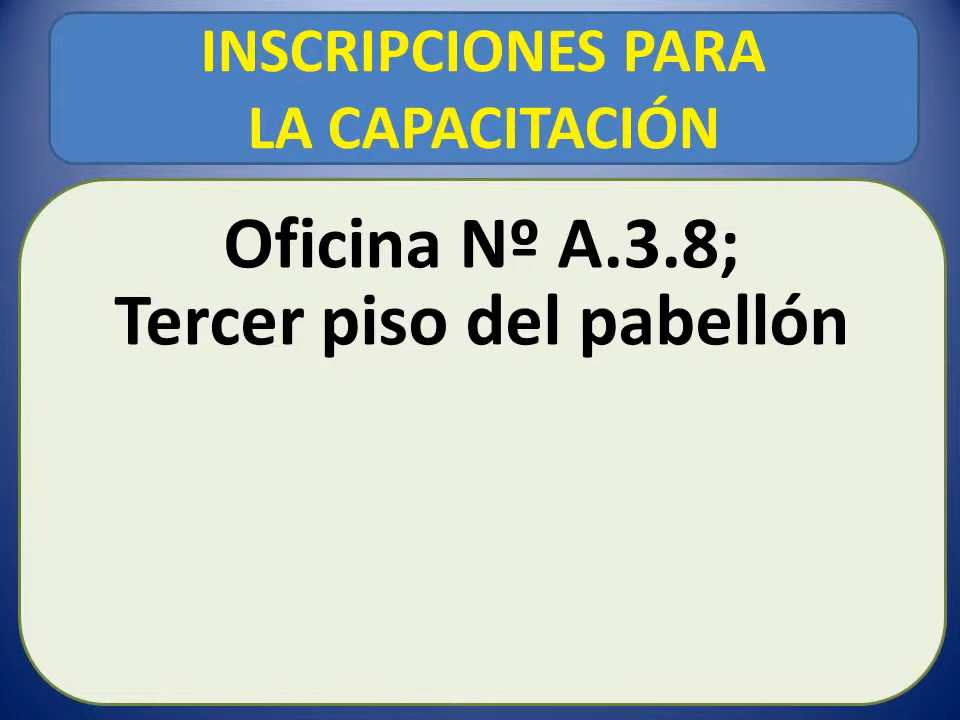 INSCRIPCIONES PARA
LA CAPACITACIÓN
Oficina Nº A.3.8;
Tercer piso del pabellón